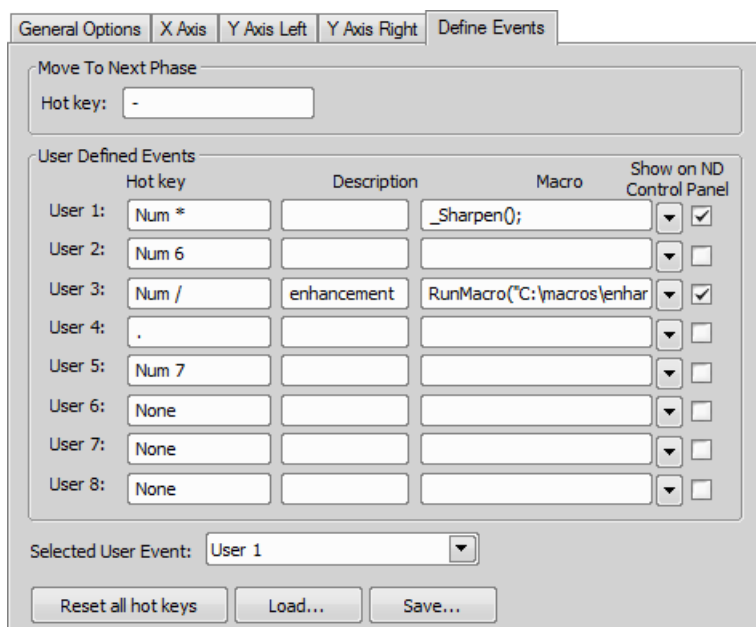 General Options X Axis Y Axis Left Y Axis Right Define Events
Move To Next Phase
Hot key: -
User Defined Events
Hot key Description Macro Show on ND Control Panel
User 1: Num * _Sharpen();
User 2: Num 6
User 3: Num / enhancement RunMacro("C:\macros\enhar
User 4: .
User 5: Num 7
User 6: None
User 7: None
User 8: None
Selected User Event: User 1
Reset all hot keys Load... Save...